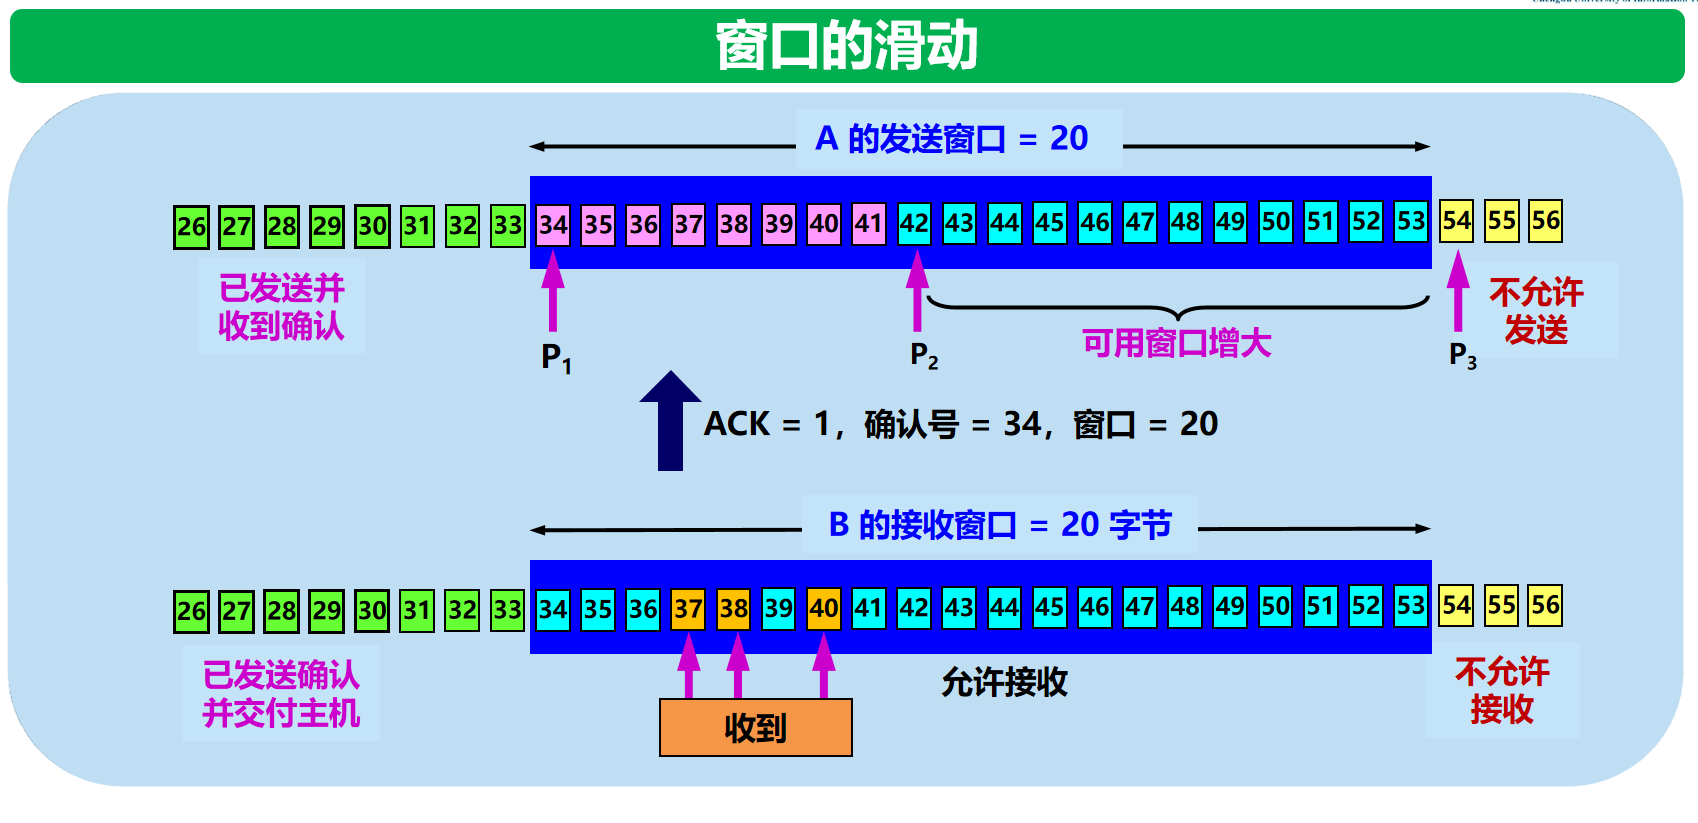 窗口的滑动
A 的发送窗口 = 20
26 27 28 29 30 31 32 33 34 35 36 37 38 39 40 41 42 43 44 45 46 47 48 49 50 51 52 53 54 55 56
已发送并
收到确认
不允许
发送
可用窗口增大
P1
P2
P3
ACK = 1，确认号 = 34，窗口 = 20
B 的接收窗口 = 20 字节
26 27 28 29 30 31 32 33 34 35 36 37 38 39 40 41 42 43 44 45 46 47 48 49 50 51 52 53 54 55 56
已发送确认
并交付主机
允许接收
不允许
接收
收到